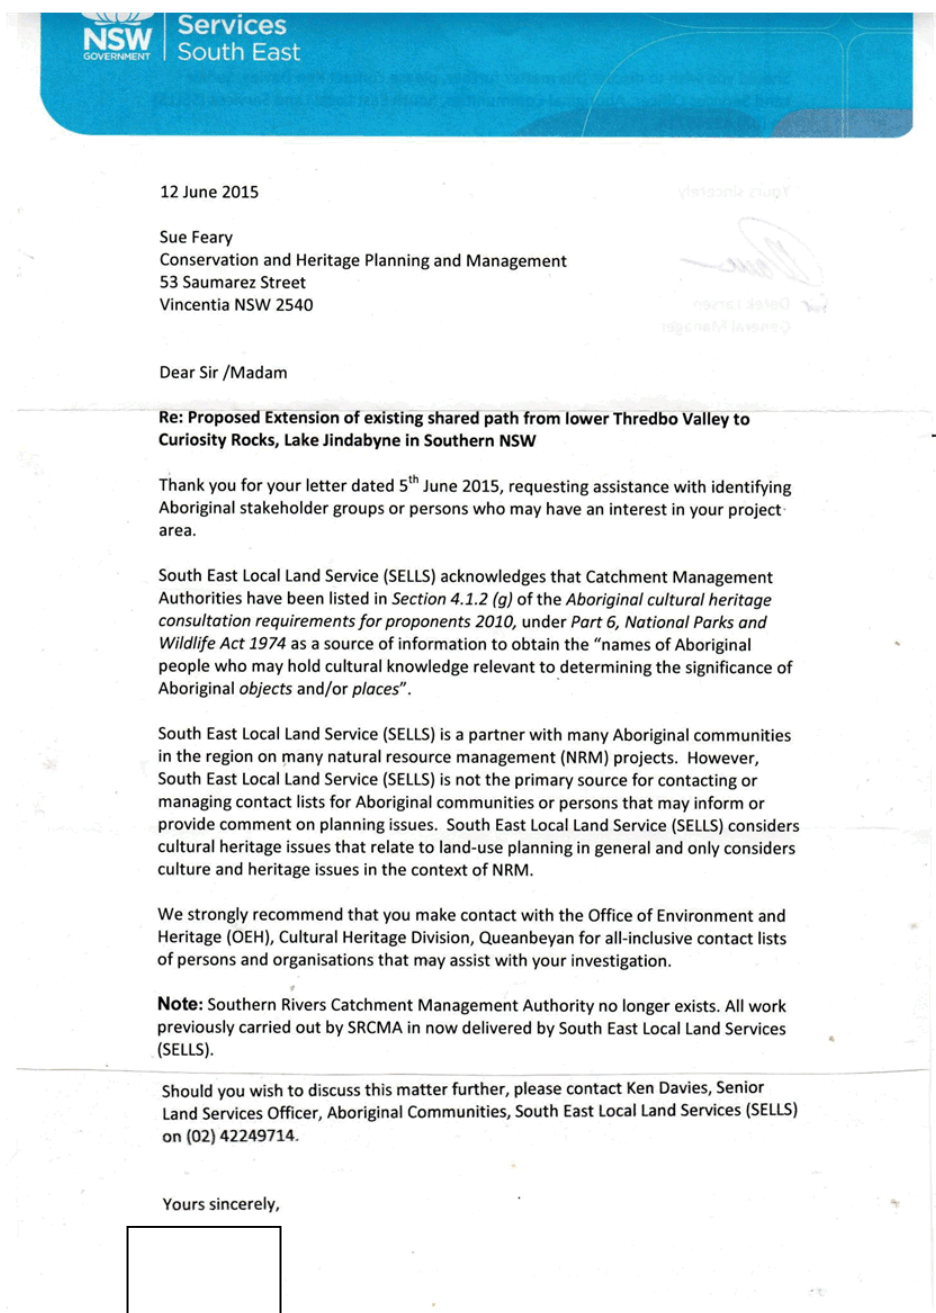 NSW
GOVERNMENT
Services
South East
12 June 2015
Sue Feary
Conservation and Heritage Planning and Management
53 Saumarez Street
Vincentia NSW 2540
Dear Sir /Madam
Re: Proposed Extension of existing shared path from lower Thredbo Valley to
Curiosity Rocks, Lake Jindabyne in Southern NSW
Thank you for your letter dated 5th June 2015, requesting assistance with identifying
Aboriginal stakeholder groups or persons who may have an interest in your project
area.
South East Local Land Service (SELLS) acknowledges that Catchment Management
Authorities have been listed in Section 4.1.2 (g) of the Aboriginal cultural heritage
consultation requirements for proponents 2010, under Part 6, National Parks and
Wildlife Act 1974 as a source of information to obtain the “names of Aboriginal
people who may hold cultural knowledge relevant to determining the significance of
Aboriginal objects and/or places”.
South East Local Land Service (SELLS) is a partner with many Aboriginal communities
in the region on many natural resource management (NRM) projects. However,
South East Local Land Service (SELLS) is not the primary source for contacting or
managing contact lists for Aboriginal communities or persons that may inform or
provide comment on planning issues. South East Local Land Service (SELLS) considers
cultural heritage issues that relate to land-use planning in general and only considers
culture and heritage issues in the context of NRM.
We strongly recommend that you make contact with the Office of Environment and
Heritage (OEH), Cultural Heritage Division, Queanbeyan for all-inclusive contact lists
of persons and organisations that may assist with your investigation.
Note: Southern Rivers Catchment Management Authority no longer exists. All work
previously carried out by SRCMA in now delivered by South East Local Land Services
(SELLS).
Should you wish to discuss this matter further, please contact Ken Davies, Senior
Land Services Officer, Aboriginal Communities, South East Local Land Services (SELLS)
on (02) 42249714.
Yours sincerely,